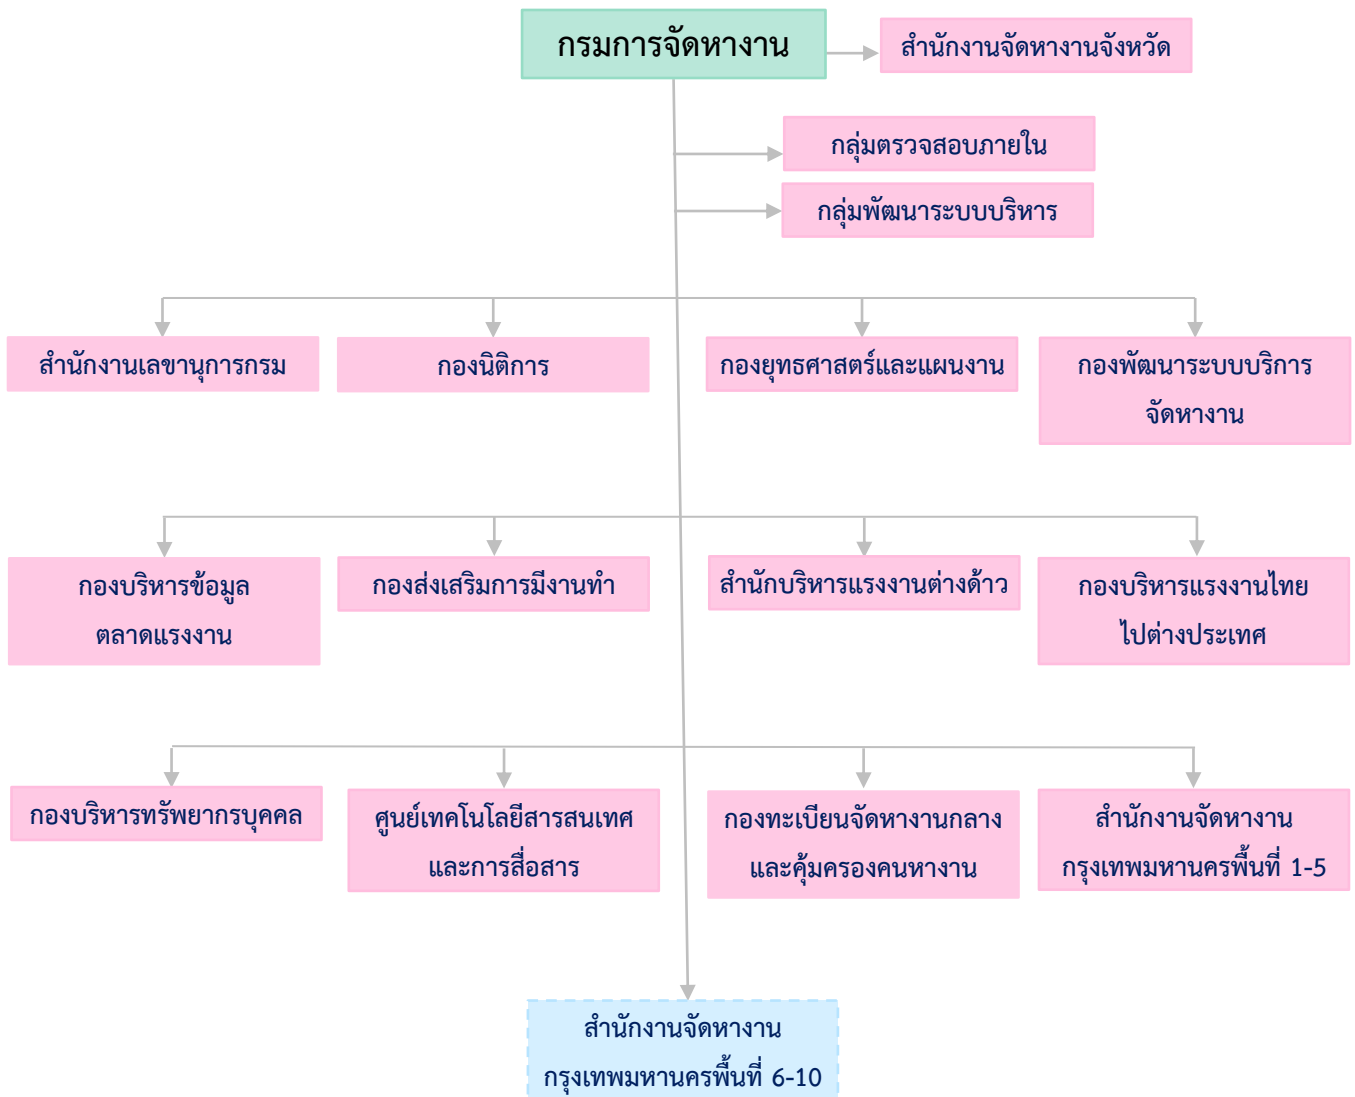 กรมการจัดหางาน
สำนักงานจัดหางานจังหวัด
กลุ่มตรวจสอบภายใน
กลุ่มพัฒนาระบบบริหาร
สำนักงานเลขานุการกรม
กองนิติการ
กองยุทธศาสตร์และแผนงาน
กองพัฒนาระบบบริการ
จัดหางาน
กองบริหารข้อมูล
ตลาดแรงงาน
กองส่งเสริมการมีงานทำ
สำนักบริหารแรงงานต่างด้าว
กองบริหารแรงงานไทย
ไปต่างประเทศ
กองบริหารทรัพยากรบุคคล
ศูนย์เทคโนโลยีสารสนเทศ
และการสื่อสาร
กองทะเบียนจัดหางานกลาง
และคุ้มครองคนหางาน
สำนักงานจัดหางาน
กรุงเทพมหานครพื้นที่ 1-5
สำนักงานจัดหางาน
กรุงเทพมหานครพื้นที่ 6-10